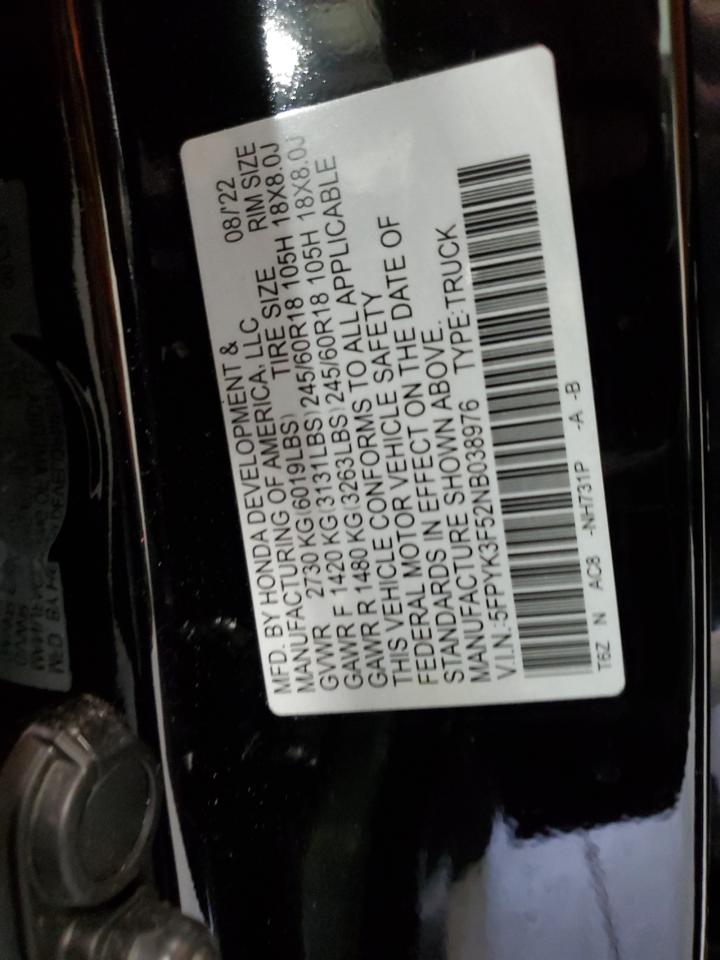 MFD. BY HONDA DEVELOPMENT & 08/'22
MANUFACTURING OF AMERICA, LLC TIRE SIZE RIM SIZE
GVWR 2730 KG(6019LBS)
GAWR F 1420 KG(3131LBS) 245/60R18 105H 18X8.0J
GAWR R 1480 KG(3263LBS) 245/60R18 105H 18X8.0J
THIS VEHICLE CONFORMS TO ALL APPLICABLE
FEDERAL MOTOR VEHICLE SAFETY
STANDARDS IN EFFECT ON THE DATE OF
MANUFACTURE SHOWN ABOVE.
V.I.N.:5FPYK3F52NB038976 TYPE:TRUCK
T6Z N AC8 -NH731P -A -B